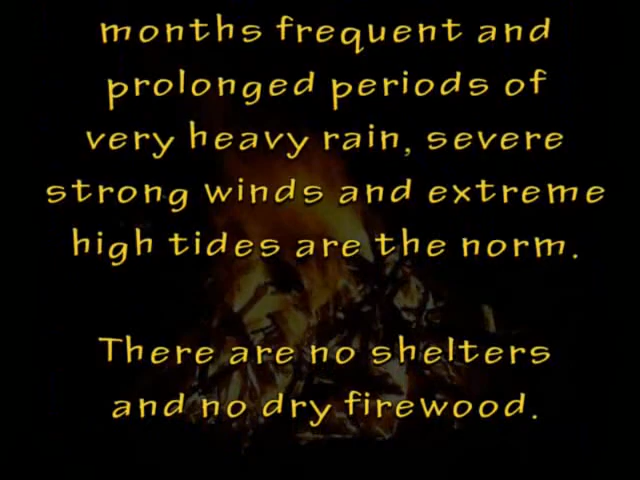 months frequent and
prolonged periods of
very heavy rain, severe
strong winds and extreme
high tides are the norm.
There are no shelters
and no dry firewood.